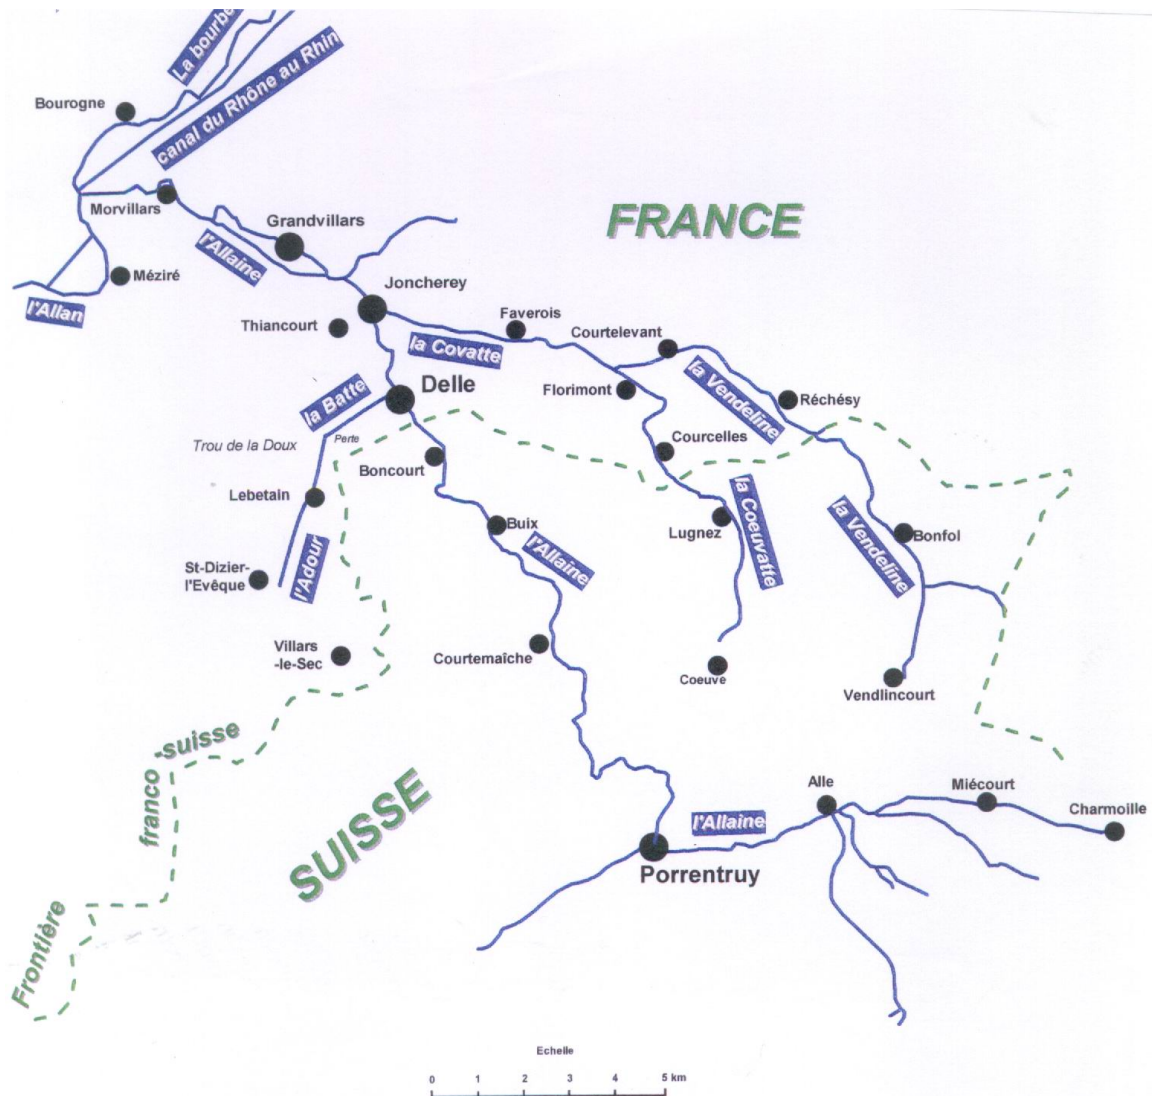 La bourbe
canal du Rhône au Rhin
Bourogne
Morvillars
Grandvillars
FRANCE
l'Allaine
Méziré
l'Allan
Joncherey
Thiancourt
Faverois
Courtelevant
la Covatte
Florimont
la Vendeline
Réchésy
la Batte
Delle
Trou de la Doux
Perte
Boncourt
Courcelles
Lebetain
Buix
l'Allaine
Lugnez
la Coeuvatte
la Vendeline
Bonfol
St-Dizier-
l'Evêque
l'Adour
Villars
-le-Sec
Courtemaîche
Coeuve
Vendlincourt
Frontière
franco
-suisse
SUISSE
l'Allaine
Alle
Miécourt
Charmoille
Porrentruy
Echelle
0 1 2 3 4 5 km